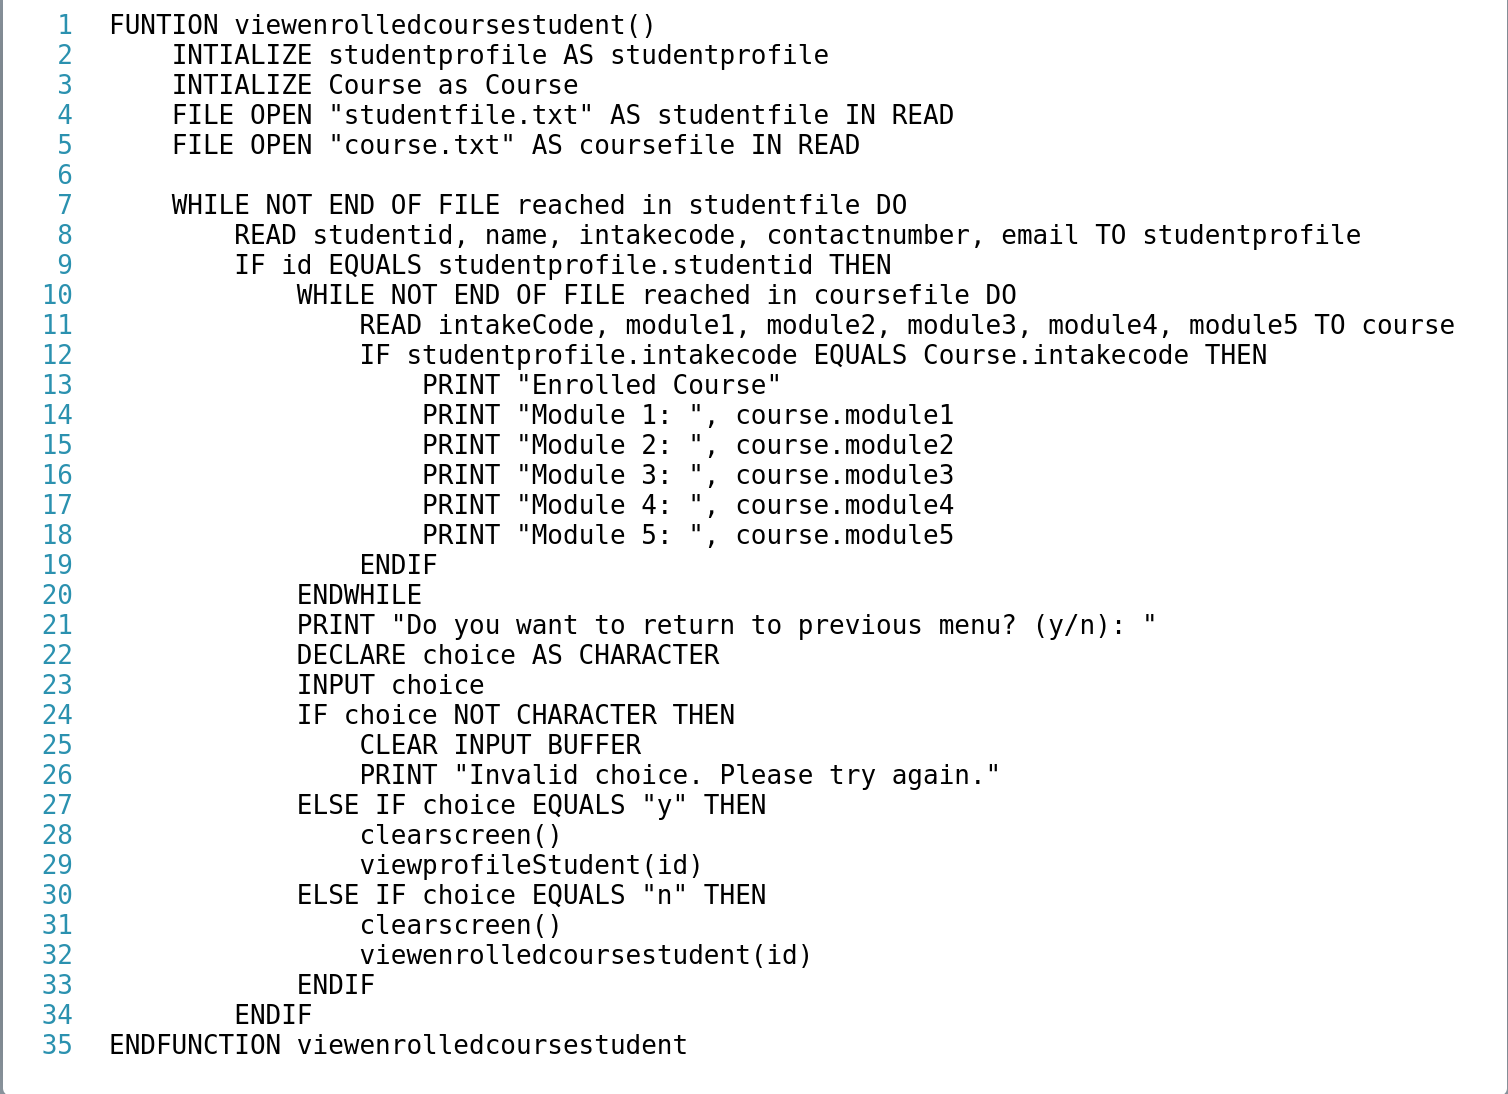 1 FUNTION viewenrolledcoursestudent()
2 INTIALIZE studentprofile AS studentprofile
3 INTIALIZE Course as Course
4 FILE OPEN "studentfile.txt" AS studentfile IN READ
5 FILE OPEN "course.txt" AS coursefile IN READ
6
7 WHILE NOT END OF FILE reached in studentfile DO
8 READ studentid, name, intakecode, contactnumber, email TO studentprofile
9 IF id EQUALS studentprofile.studentid THEN
10 WHILE NOT END OF FILE reached in coursefile DO
11 READ intakeCode, module1, module2, module3, module4, module5 TO course
12 IF studentprofile.intakecode EQUALS Course.intakecode THEN
13 PRINT "Enrolled Course"
14 PRINT "Module 1: ", course.module1
15 PRINT "Module 2: ", course.module2
16 PRINT "Module 3: ", course.module3
17 PRINT "Module 4: ", course.module4
18 PRINT "Module 5: ", course.module5
19 ENDIF
20 ENDWHILE
21 PRINT "Do you want to return to previous menu? (y/n): "
22 DECLARE choice AS CHARACTER
23 INPUT choice
24 IF choice NOT CHARACTER THEN
25 CLEAR INPUT BUFFER
26 PRINT "Invalid choice. Please try again."
27 ELSE IF choice EQUALS "y" THEN
28 clearscreen()
29 viewprofileStudent(id)
30 ELSE IF choice EQUALS "n" THEN
31 clearscreen()
32 viewenrolledcoursestudent(id)
33 ENDIF
34 ENDIF
35 ENDFUNCTION viewenrolledcoursestudent